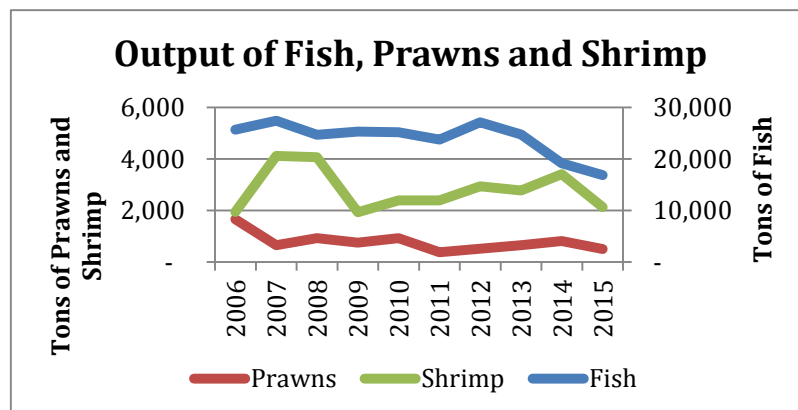 Output of Fish, Prawns and Shrimp
Tons of Prawns and
Shrimp
6,000
4,000
2,000
-
30,000
20,000
10,000
-
Tons of Fish
2006
2007
2008
2009
2010
2011
2012
2013
2014
2015
Prawns
Shrimp
Fish